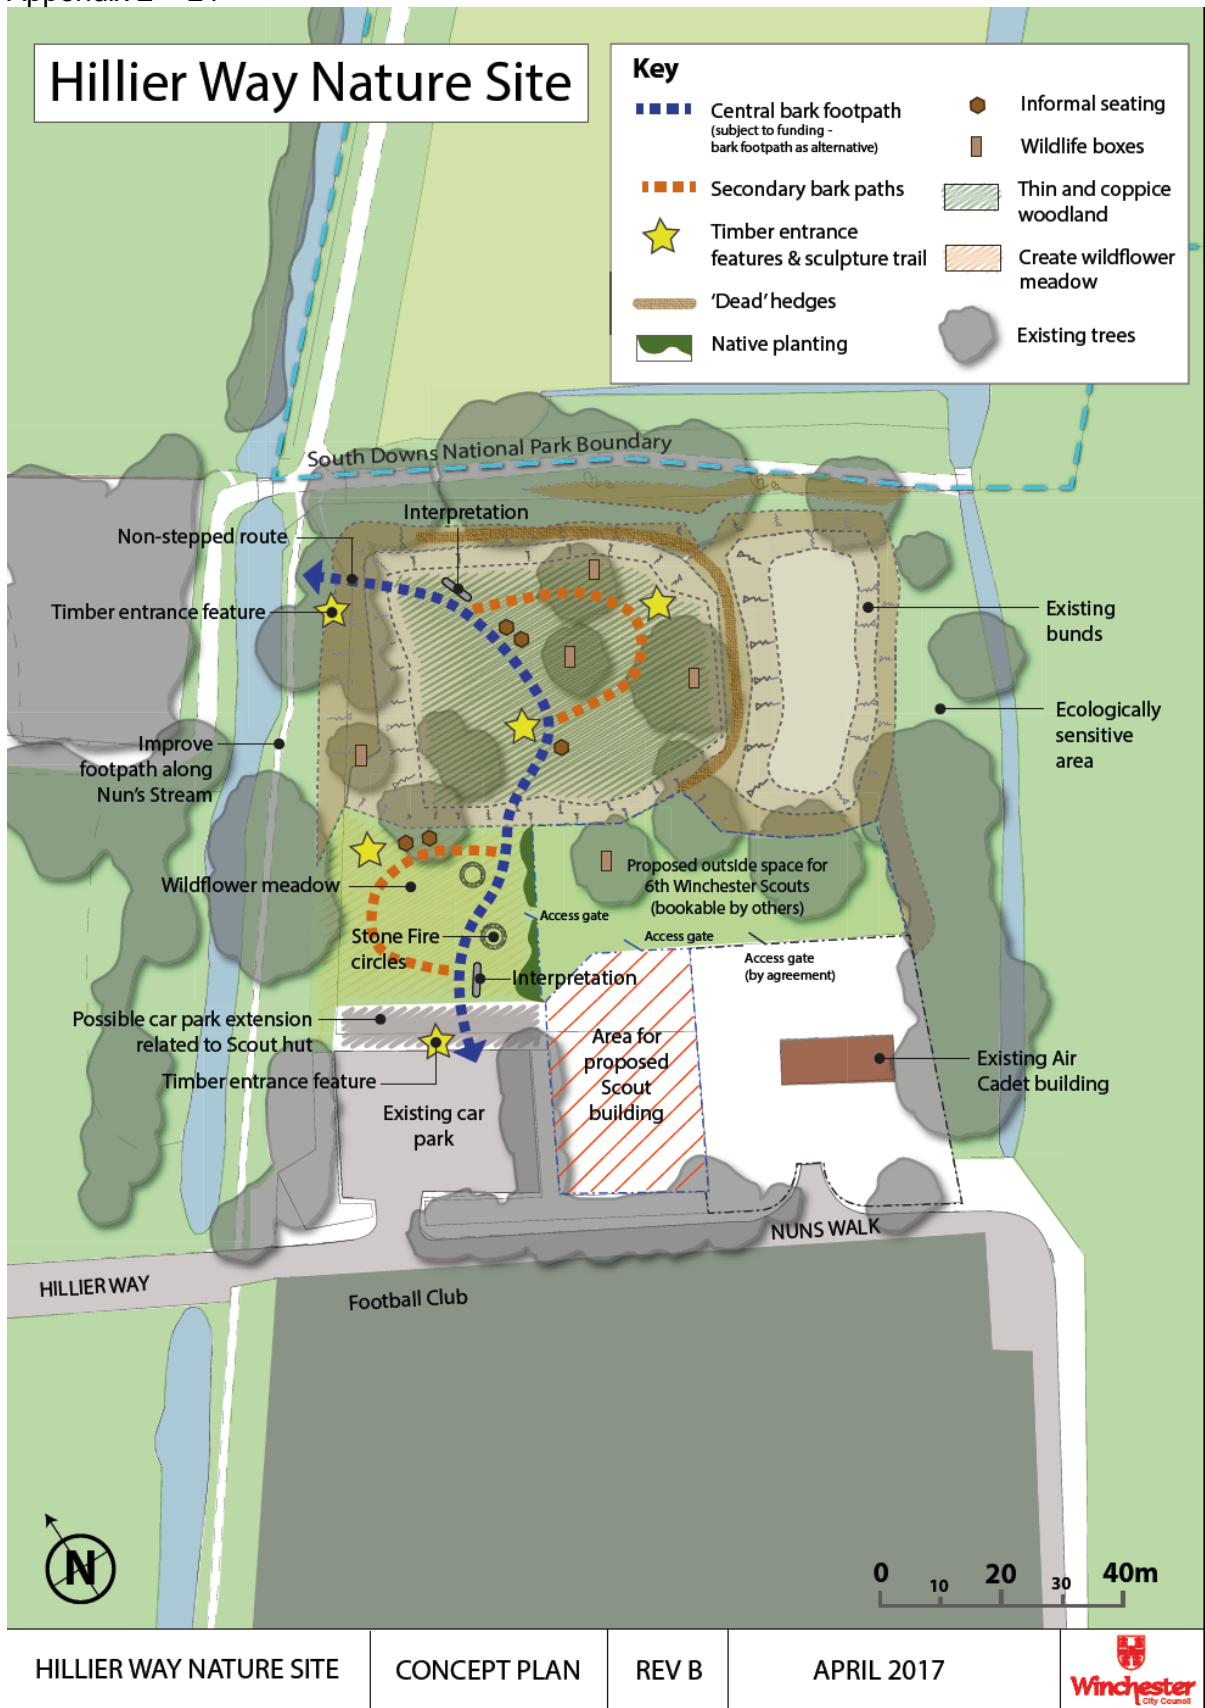 Hillier Way Nature Site
Key
Central bark footpath
(subject to funding -
bark footpath as alternative)
Secondary bark paths
Timber entrance
features & sculpture trail
'Dead' hedges
Native planting
Informal seating
Wildlife boxes
Thin and coppice
woodland
Create wildflower
meadow
Existing trees
South Downs National Park Boundary
Interpretation
Non-stepped route
Timber entrance feature
Existing
bunds
Ecologically
sensitive
area
Improve
footpath along
Nun's Stream
Proposed outside space for
6th Winchester Scouts
(bookable by others)
Wildflower meadow
Access gate
Stone Fire
circles
Access gate
Access gate
(by agreement)
Interpretation
Possible car park extension
related to Scout hut
Area for
proposed
Scout
building
Timber entrance feature
Existing Air
Cadet building
Existing car
park
NUNS WALK
HILLIER WAY
Football Club
N
0 10 20 30 40m
HILLIER WAY NATURE SITE
CONCEPT PLAN
REV B
APRIL 2017
Winchester
City Council